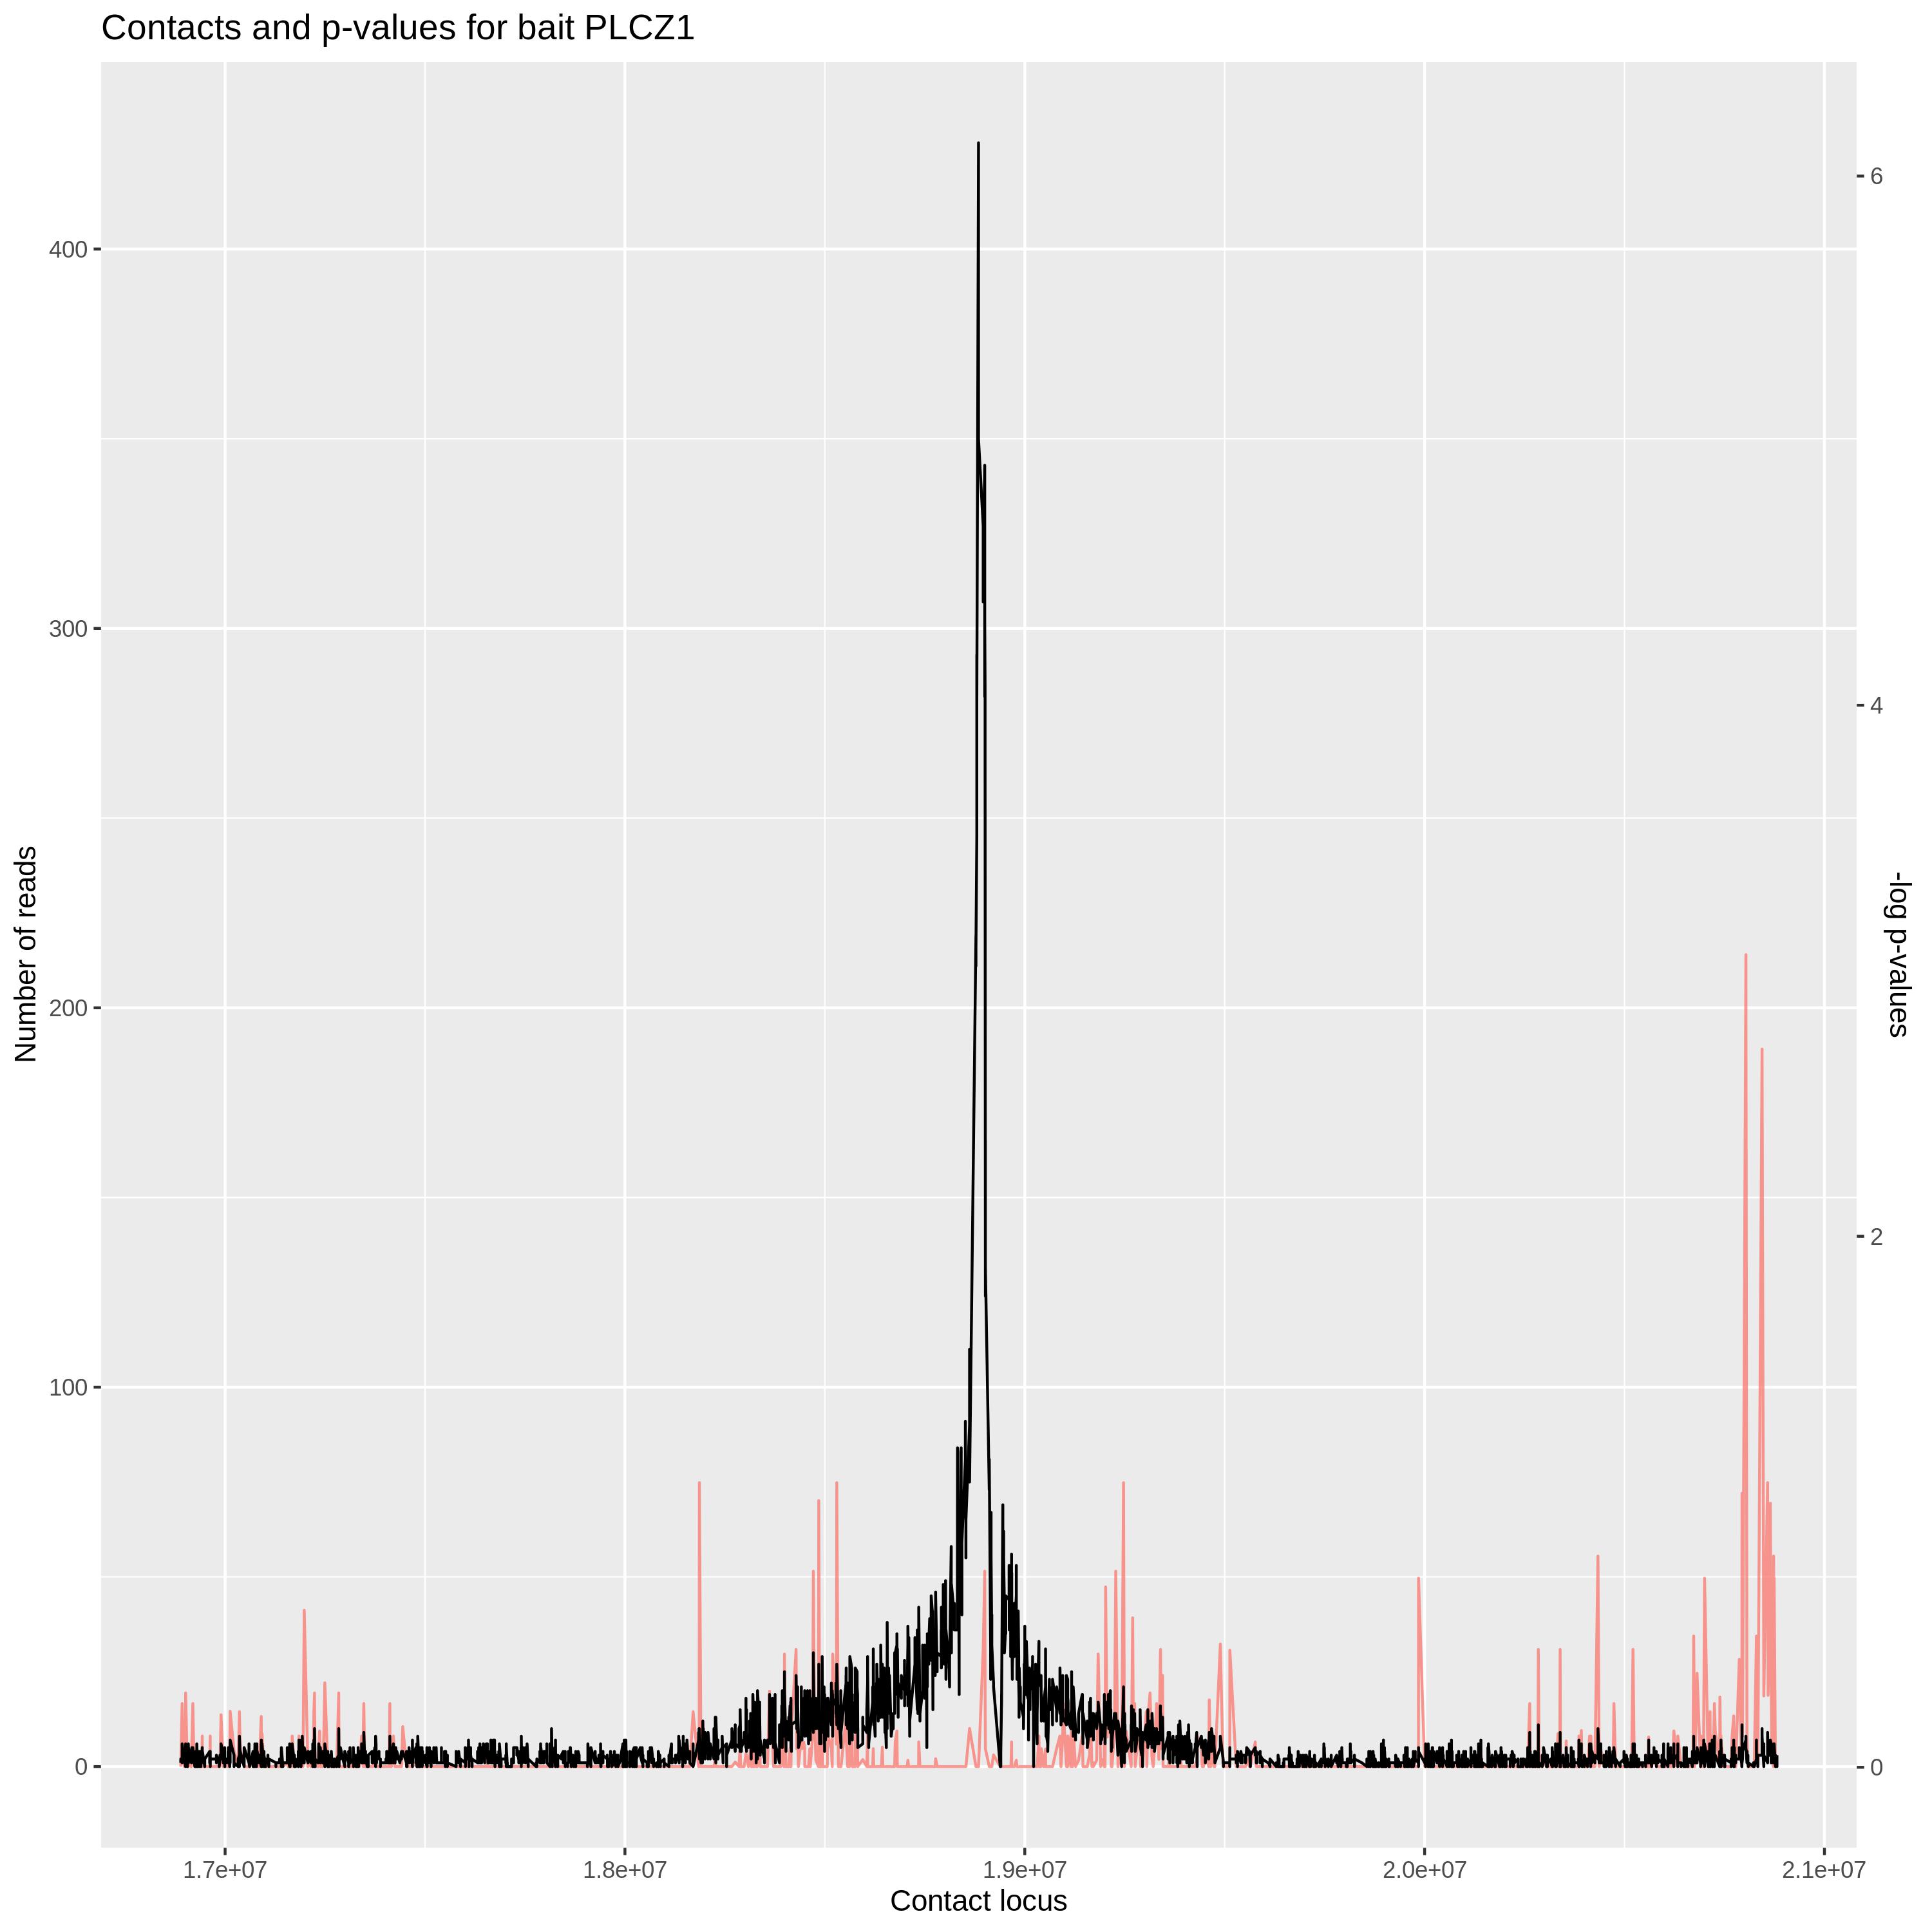 Contacts and p-values for bait PLCZ1
6
400
4
300
Number of reads
-log p-values
200
2
100
0
0
1.7e+07
1.8e+07
1.9e+07
2.0e+07
2.1e+07
Contact locus